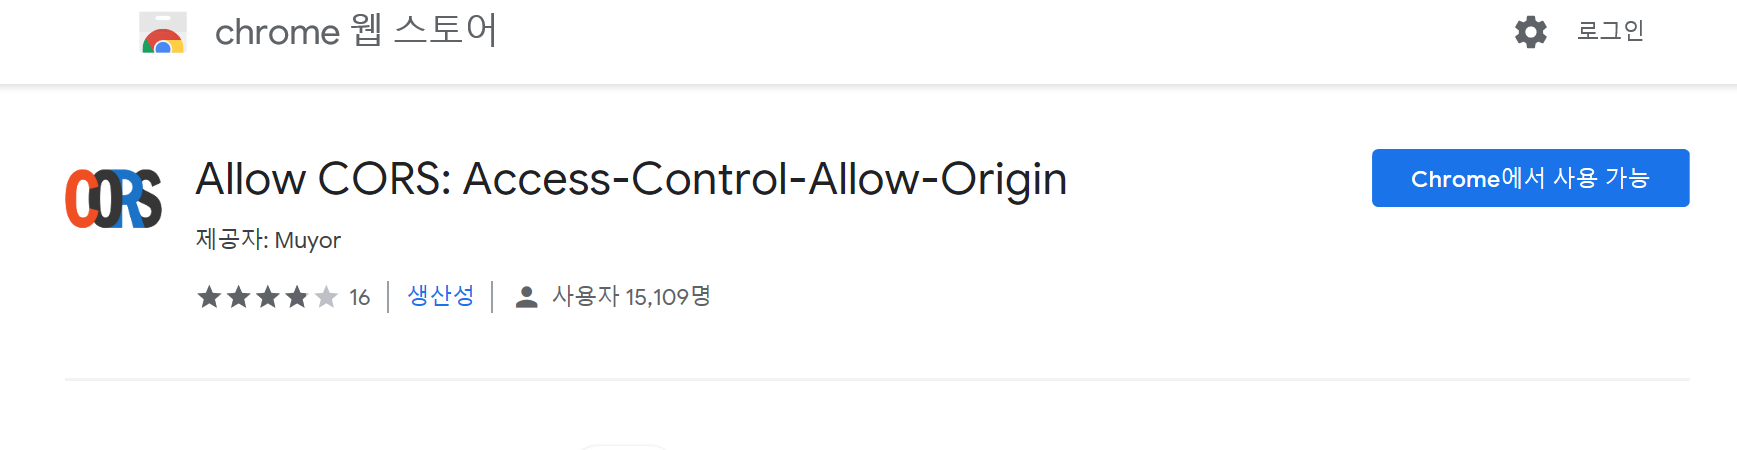 chrome 웹 스토어
로그인
CORS
Allow CORS: Access-Control-Allow-Origin
Chrome에서 사용 가능
제공자: Muyor
16 생산성 사용자 15,109명